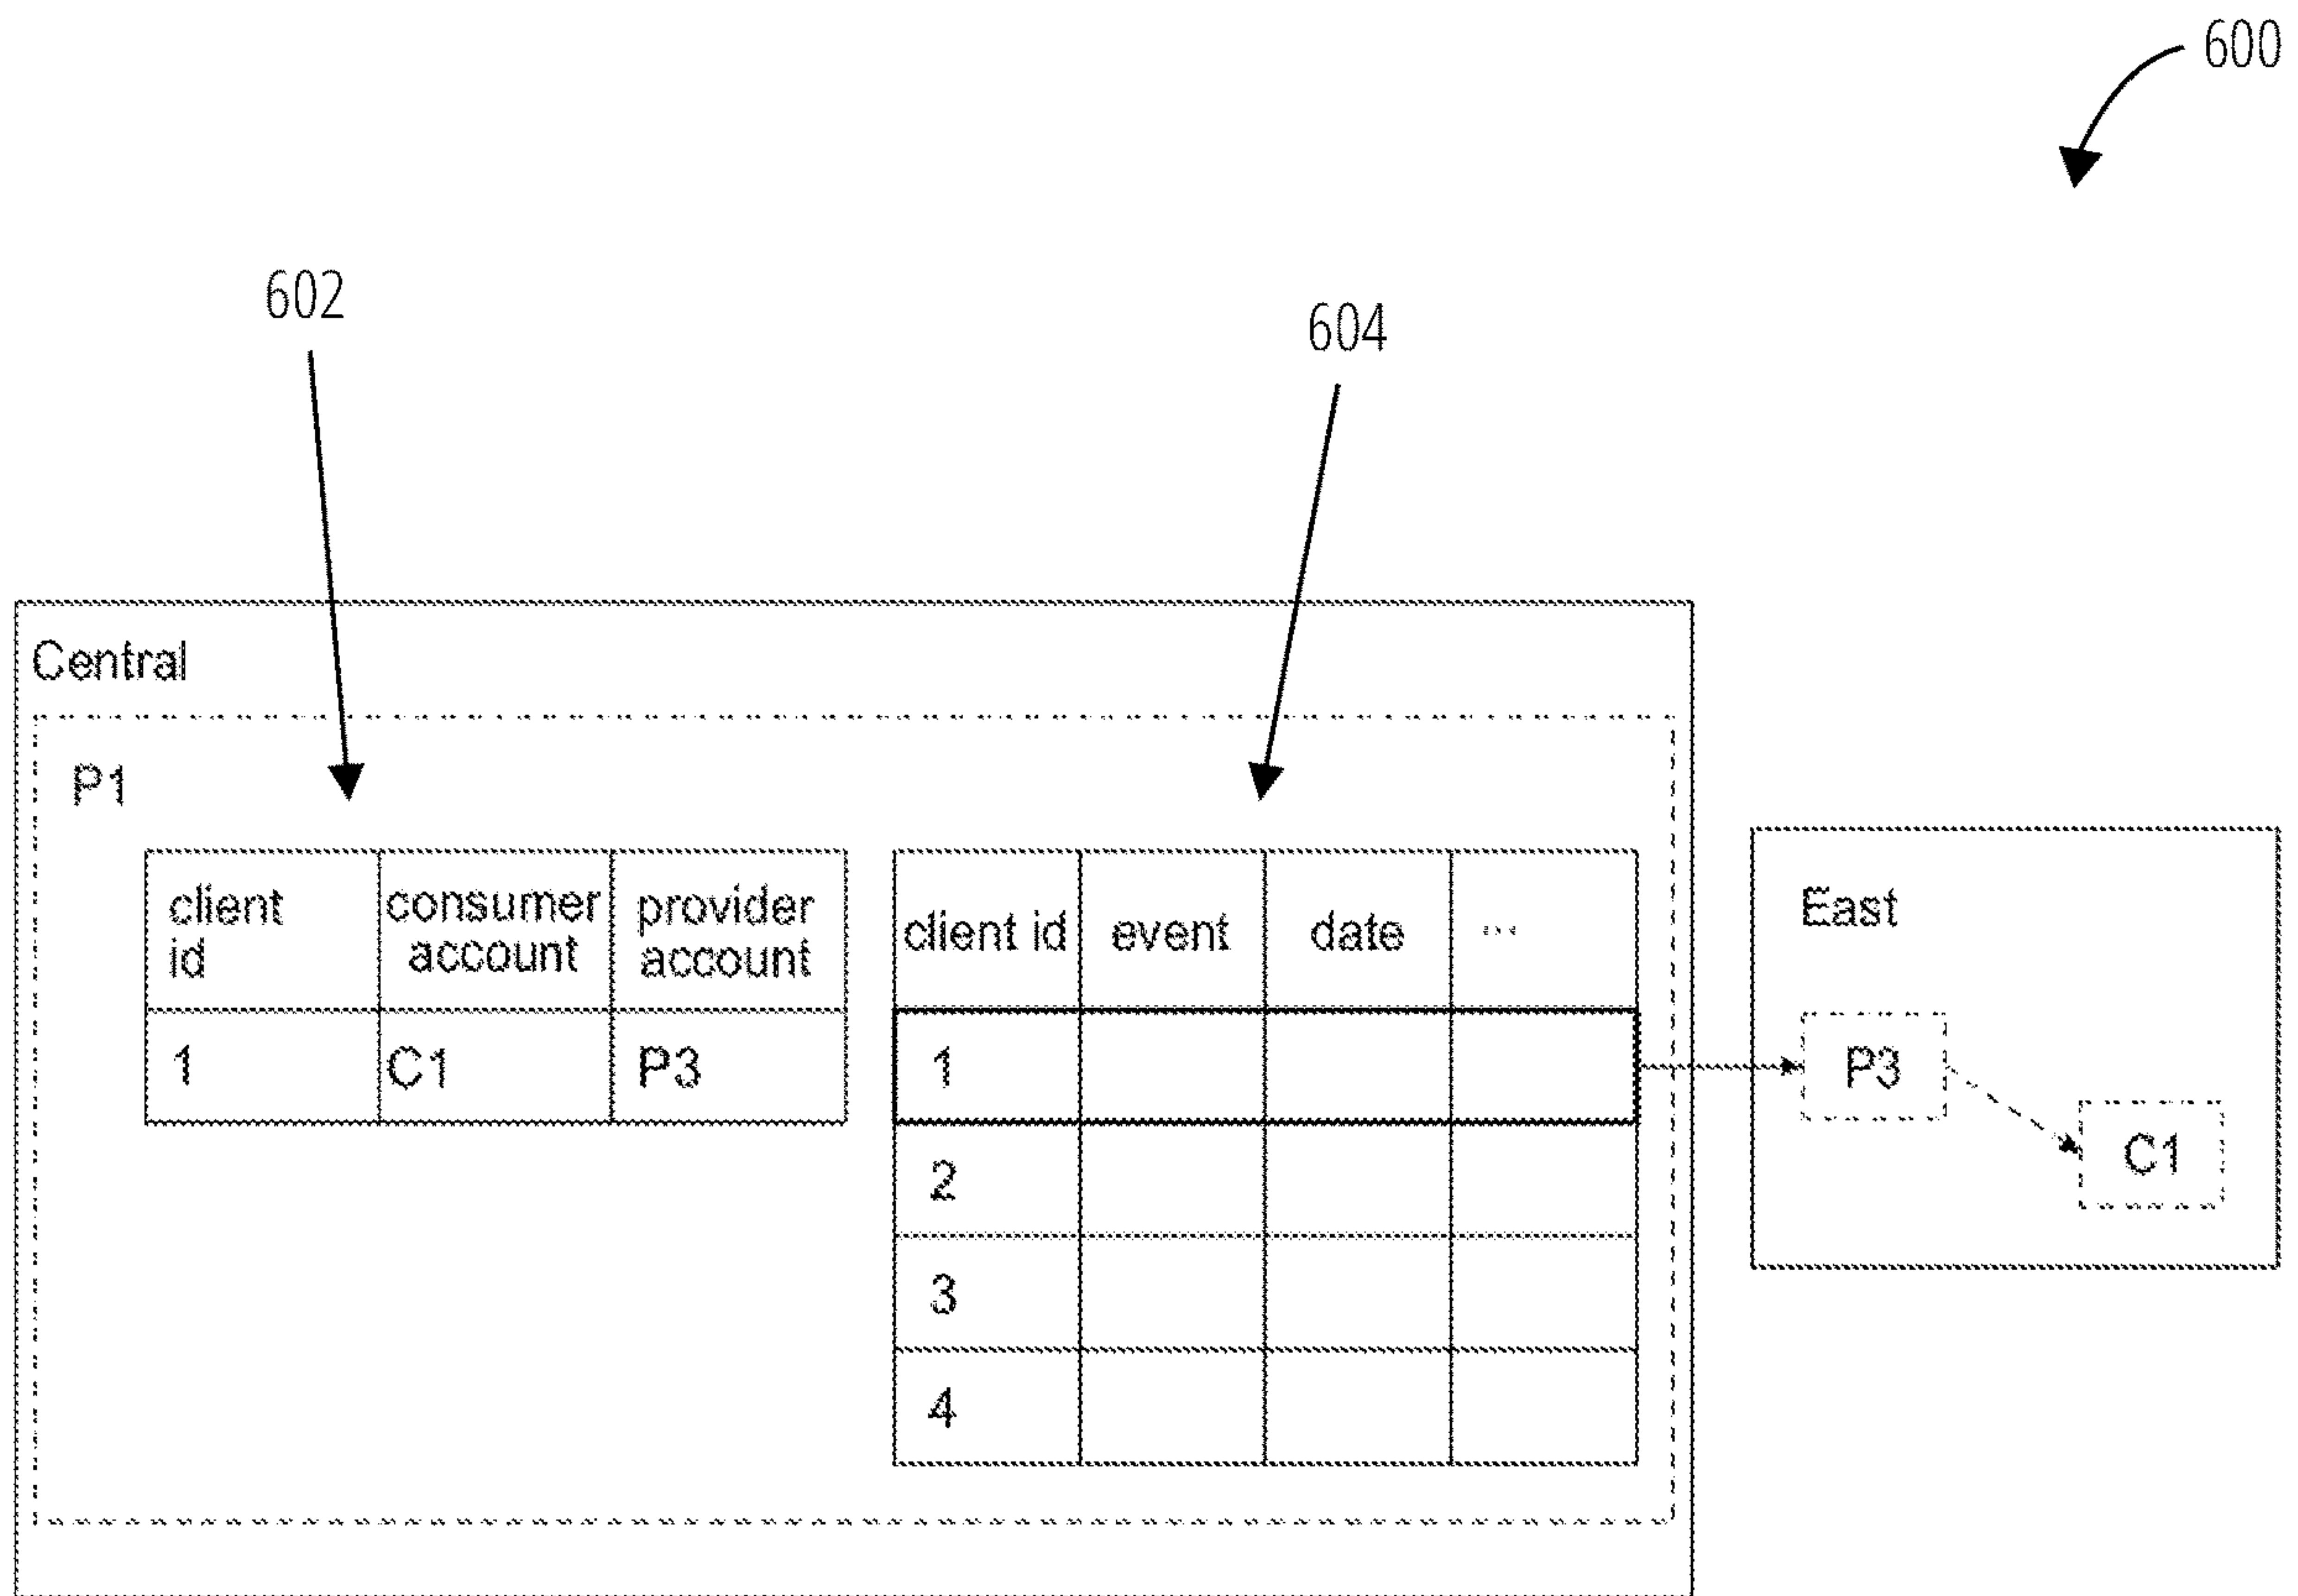 600
602
604
Central
P1
client id
consumer account
provider account
1
C1
P3
client id
event
date
...
1
2
3
4
East
P3
C1